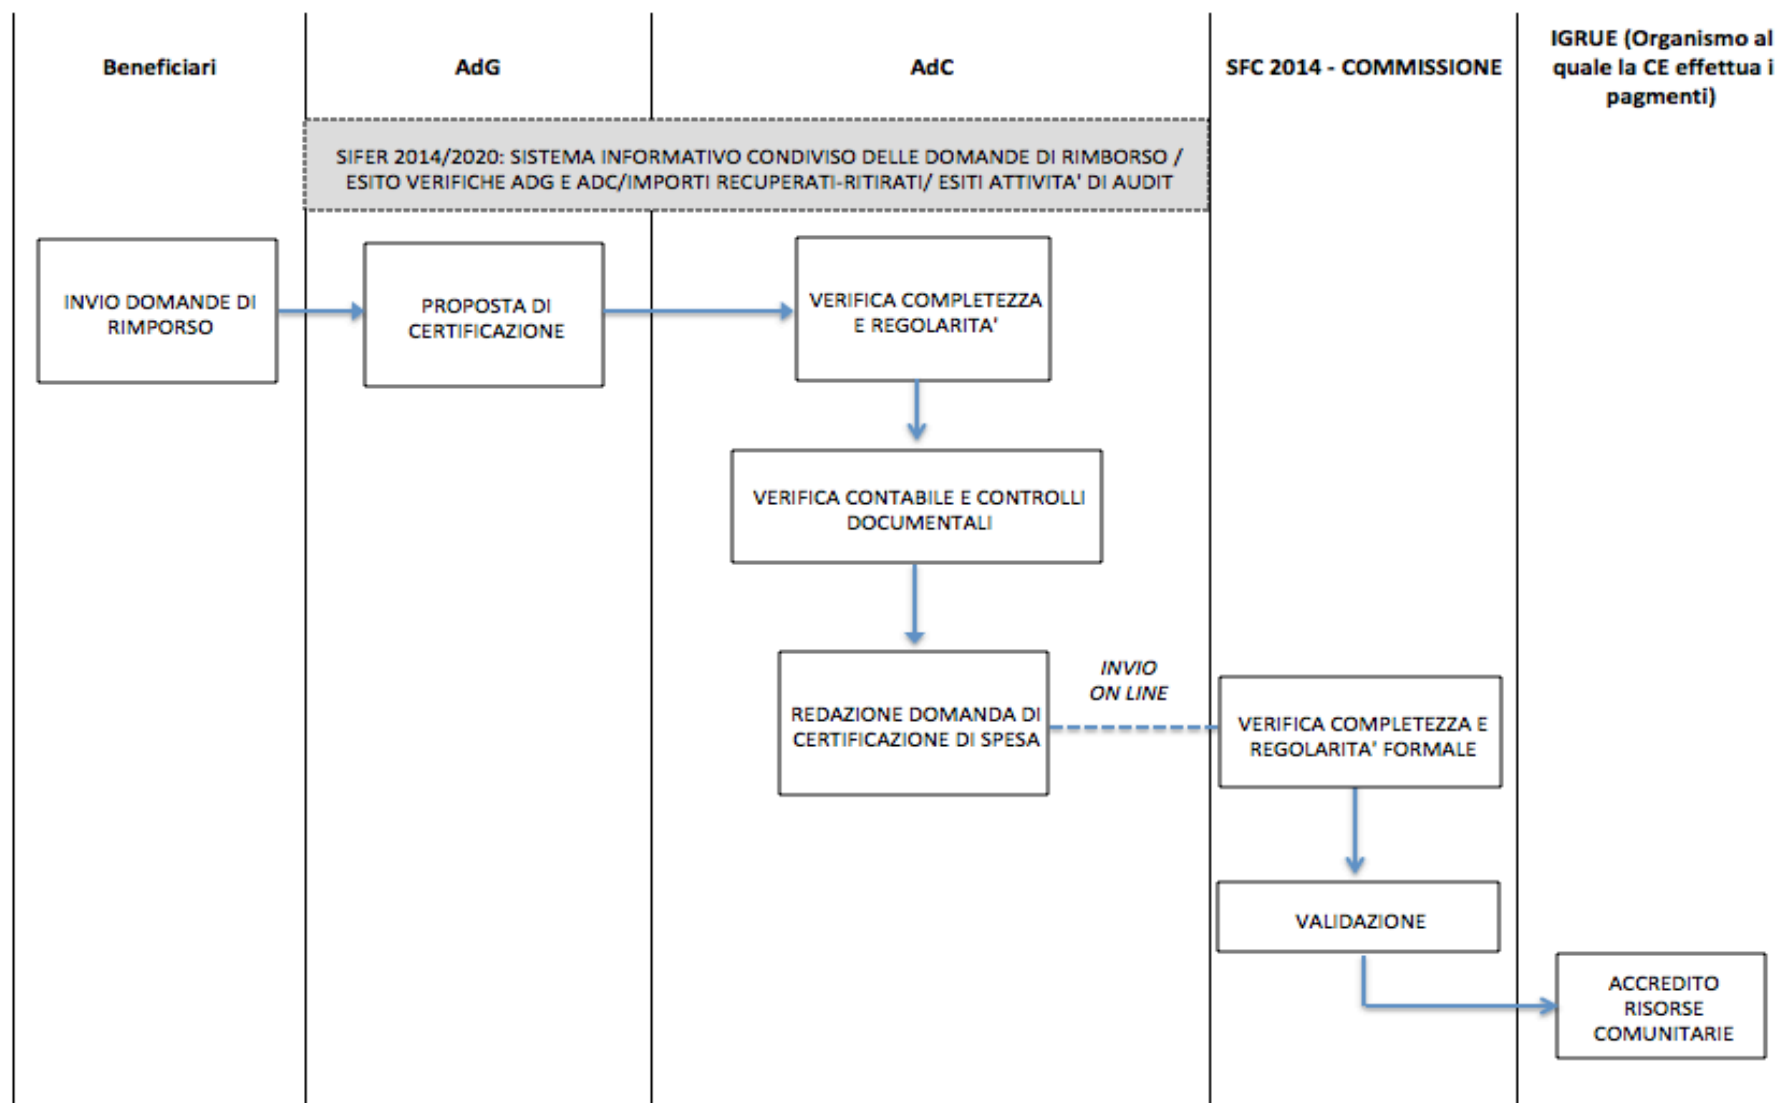 Beneficiari
AdG
AdC
SFC 2014 - COMMISSIONE
IGRUE (Organismo al
quale la CE effettua i
pagmenti)
SIFER 2014/2020: SISTEMA INFORMATIVO CONDIVISO DELLE DOMANDE DI RIMBORSO /
ESITO VERIFICHE ADG E ADC/IMPORTI RECUPERATI-RITIRATI/ ESITI ATTIVITA' DI AUDIT
INVIO DOMANDE DI
RIMPORSO
PROPOSTA DI
CERTIFICAZIONE
VERIFICA COMPLETEZZA
E REGOLARITA'
VERIFICA CONTABILE E CONTROLLI
DOCUMENTALI
REDAZIONE DOMANDA DI
CERTIFICAZIONE DI SPESA
INVIO
ON LINE
VERIFICA COMPLETEZZA E
REGOLARITA' FORMALE
VALIDAZIONE
ACCREDITO
RISORSE
COMUNITARIE